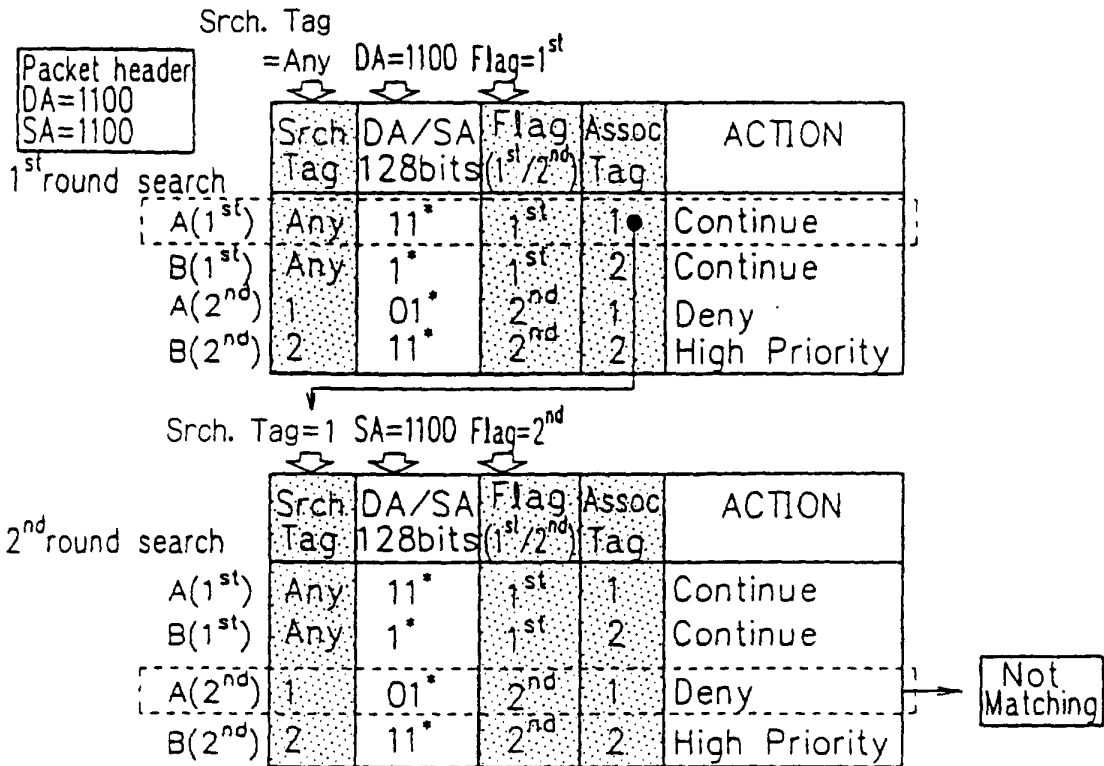 Srch. Tag
=Any DA=1100 Flag=1st
Packet header
DA=1100
SA=1100
1st round search
Srch Tag DA/SA 128bits Flag (1st/2nd) Assoc Tag ACTION
A(1st) Any 11* 1st 1 Continue
B(1st) Any 1* 1st 2 Continue
A(2nd) 1 01* 2nd 1 Deny
B(2nd) 2 11* 2nd 2 High Priority
Srch. Tag=1 SA=1100 Flag=2nd
2nd round search
Srch Tag DA/SA 128bits Flag (1st/2nd) Assoc Tag ACTION
A(1st) Any 11* 1st 1 Continue
B(1st) Any 1* 1st 2 Continue
A(2nd) 1 01* 2nd 1 Deny
Not Matching
B(2nd) 2 11* 2nd 2 High Priority